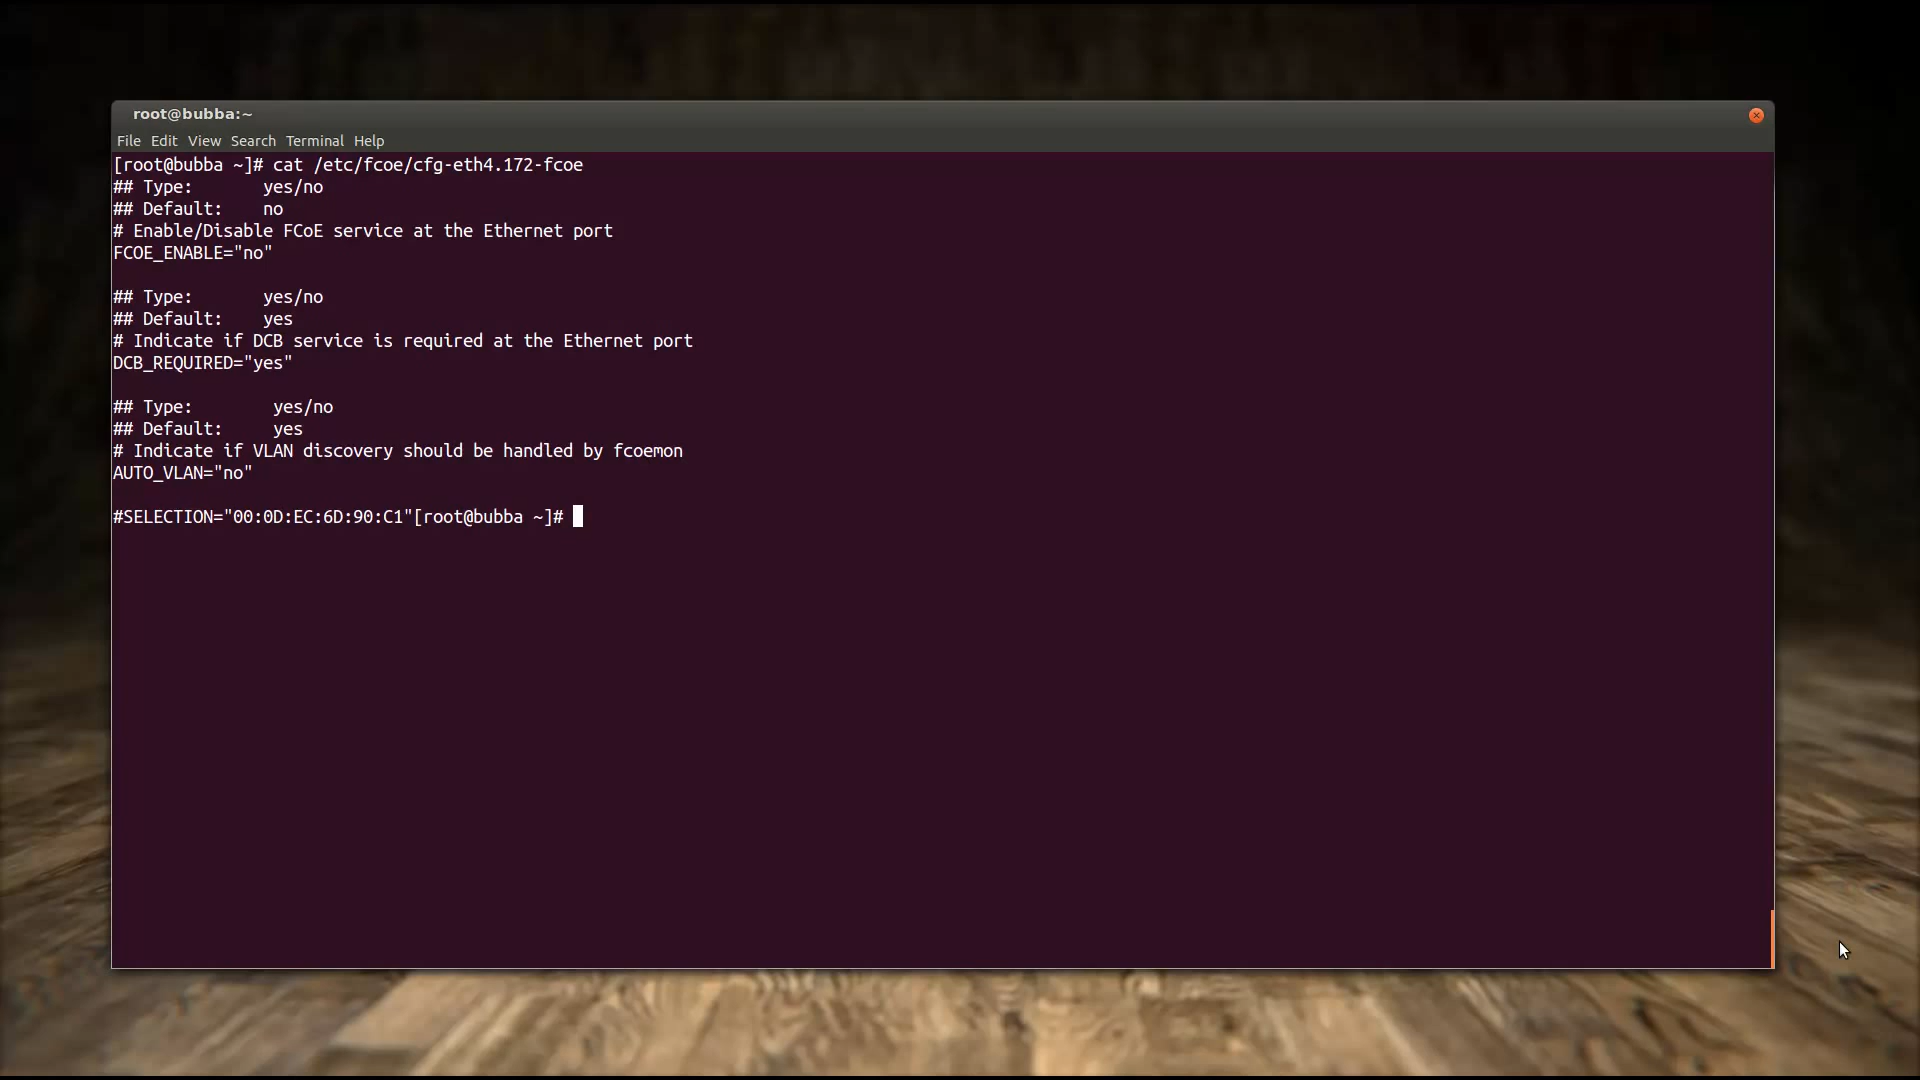 root@bubba:~
File Edit View Search Terminal Help
[root@bubba ~]# cat /etc/fcoe/cfg-eth4.172-fcoe
## Type:       yes/no
## Default:    no
# Enable/Disable FCoE service at the Ethernet port
FCOE_ENABLE="no"
## Type:       yes/no
## Default:    yes
# Indicate if DCB service is required at the Ethernet port
DCB_REQUIRED="yes"
## Type:        yes/no
## Default:     yes
# Indicate if VLAN discovery should be handled by fcoemon
AUTO_VLAN="no"
#SELECTION="00:0D:EC:6D:90:C1"[root@bubba ~]#